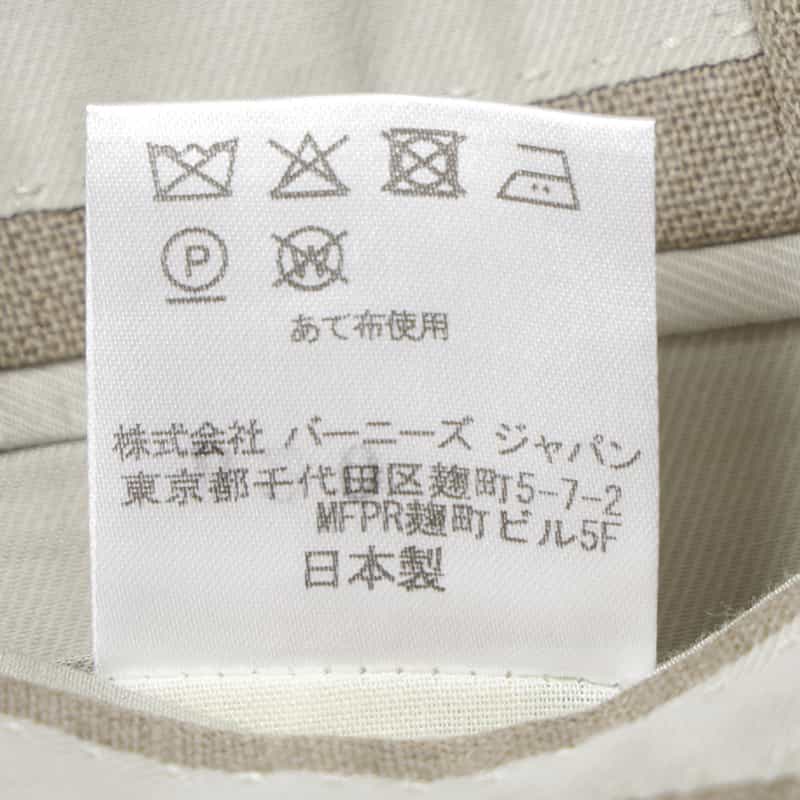 P
W
あて布使用
株式会社 バーニーズ ジャパン
東京都千代田区麹町5-7-2
MFPR麹町ビル5F
日本製